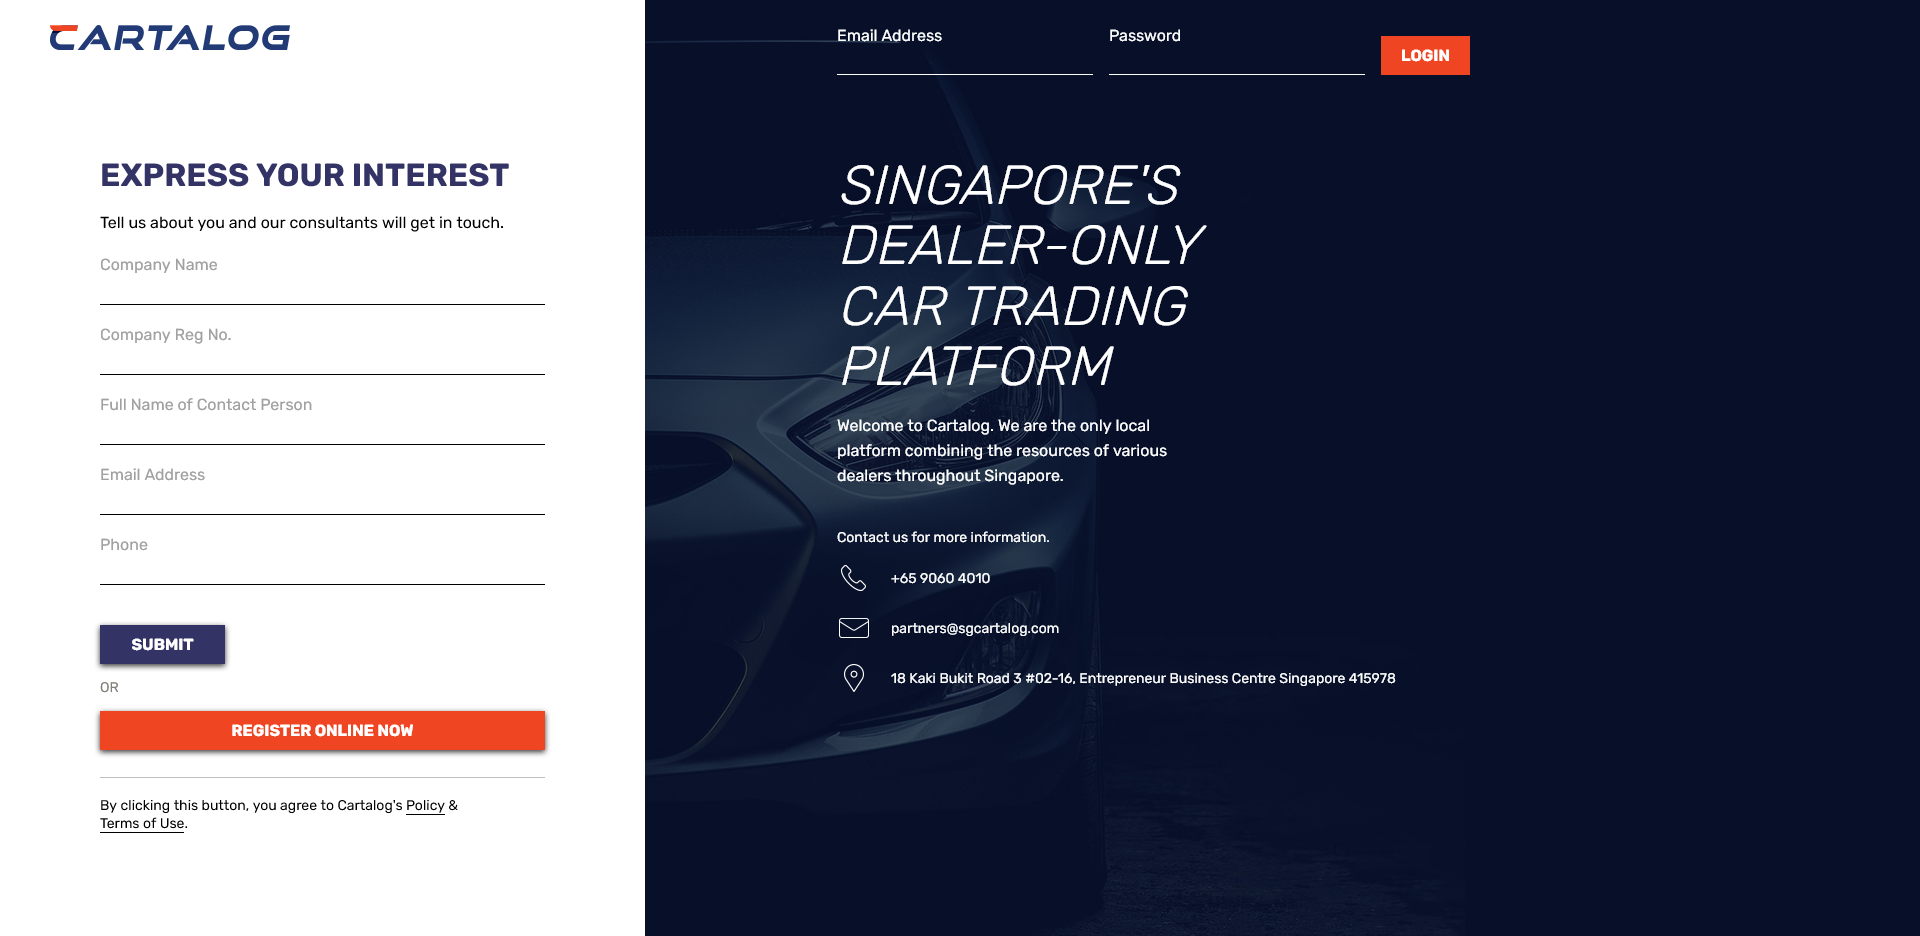 CARTALOG
EXPRESS YOUR INTEREST
Tell us about you and our consultants will get in touch.
Company Name
Company Reg No.
Full Name of Contact Person
Email Address
Phone
SUBMIT
OR
REGISTER ONLINE NOW
By clicking this button, you agree to Cartalog's Policy &
Terms of Use.
Email Address
Password
LOGIN
SINGAPORE'S
DEALER-ONLY
CAR TRADING
PLATFORM
Welcome to Cartalog. We are the only local
platform combining the resources of various
dealers throughout Singapore.
Contact us for more information.
+65 9060 4010
partners@sgcartalog.com
18 Kaki Bukit Road 3 #02-16, Entrepreneur Business Centre Singapore 415978